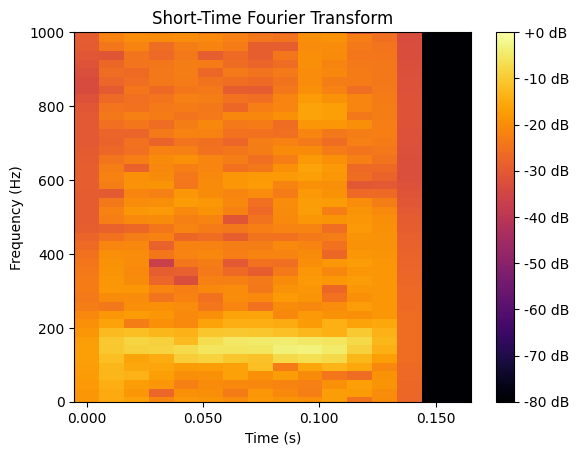 Short-Time Fourier Transform
1000
800
600
400
200
0
Frequency (Hz)
0.000
0.050
0.100
0.150
Time (s)
+0 dB
-10 dB
-20 dB
-30 dB
-40 dB
-50 dB
-60 dB
-70 dB
-80 dB